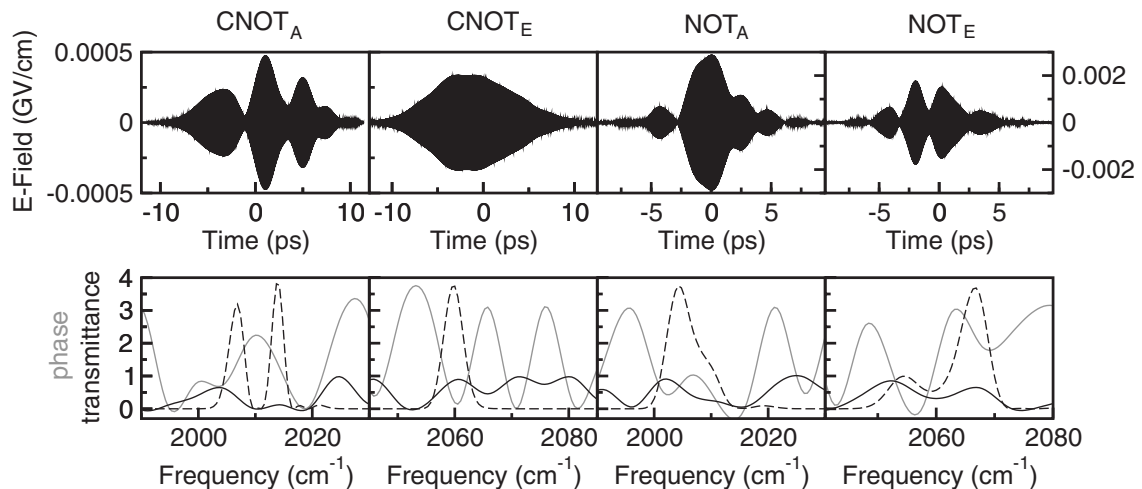 CNOT_A CNOT_E NOT_A NOT_E
E-Field (GV/cm)
0.0005 0.002
0 0
-0.0005 -0.002
-10 0 10 -10 0 10 -5 0 5 -5 0 5
Time (ps) Time (ps) Time (ps) Time (ps)
phase
transmittance
4
3
2
1
0
2000 2020 2060 2080 2000 2020 2060 2080
Frequency (cm⁻¹) Frequency (cm⁻¹) Frequency (cm⁻¹) Frequency (cm⁻¹)